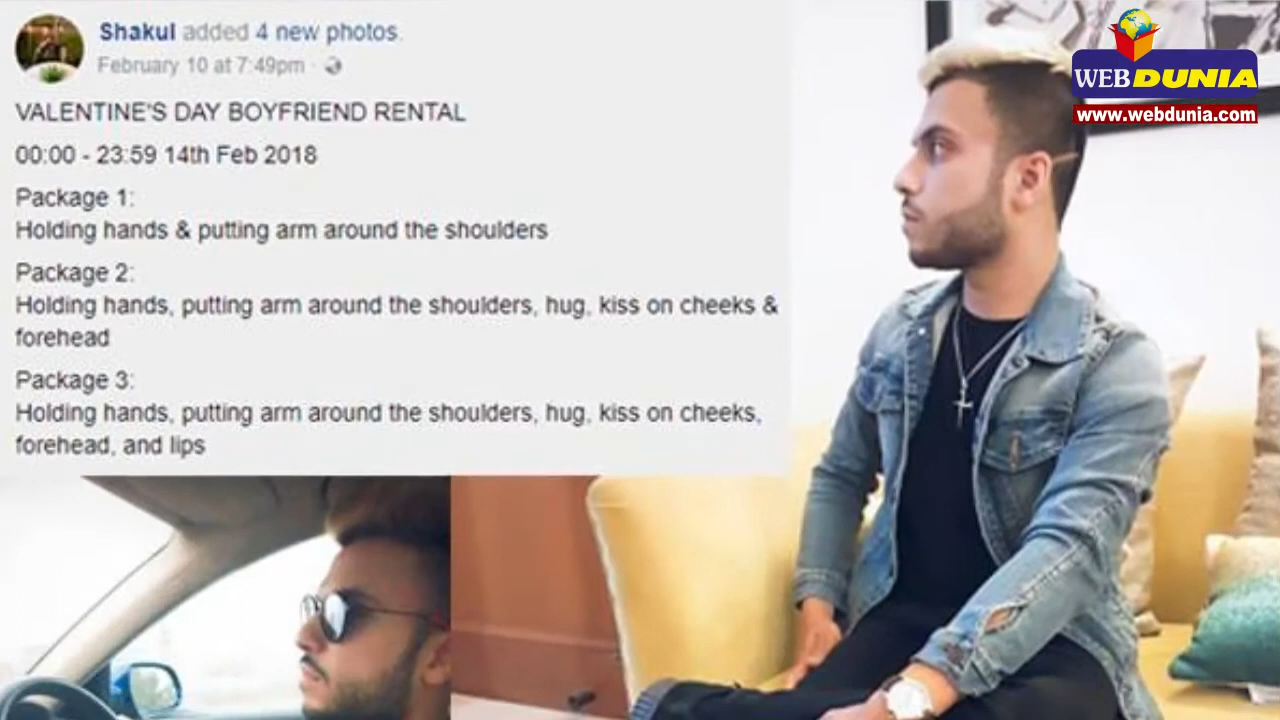 Shakul added 4 new photos.
February 10 at 7:49pm ·
VALENTINE'S DAY BOYFRIEND RENTAL
00:00 - 23:59 14th Feb 2018
Package 1:
Holding hands & putting arm around the shoulders
Package 2:
Holding hands, putting arm around the shoulders, hug, kiss on cheeks &
forehead
Package 3:
Holding hands, putting arm around the shoulders, hug, kiss on cheeks,
forehead, and lips
WEBDUNIA
www.webdunia.com